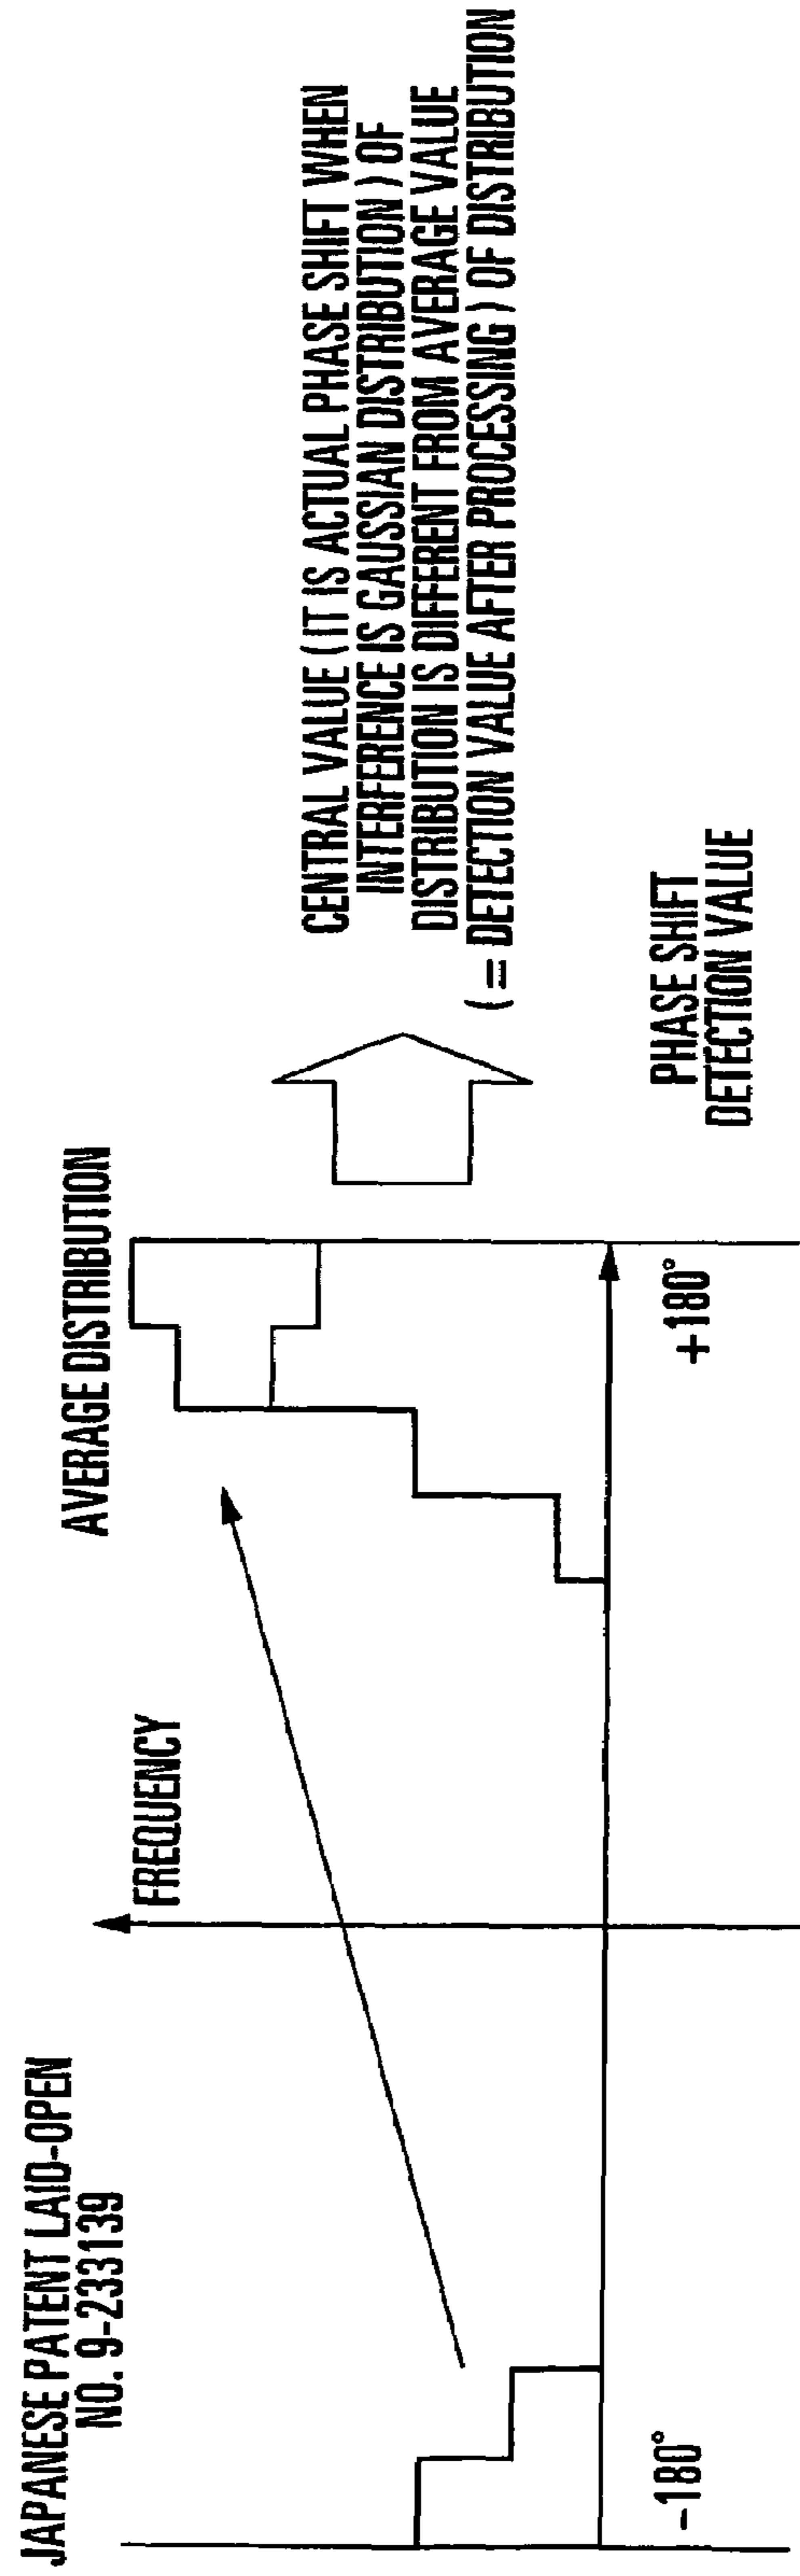 JAPANESE PATENT LAID-OPEN
NO. 9-233139
FREQUENCY
AVERAGE DISTRIBUTION
CENTRAL VALUE ( IT IS ACTUAL PHASE SHIFT WHEN
INTERFERENCE IS GAUSSIAN DISTRIBUTION ) OF
DISTRIBUTION IS DIFFERENT FROM AVERAGE VALUE
( = DETECTION VALUE AFTER PROCESSING ) OF DISTRIBUTION
PHASE SHIFT
DETECTION VALUE
−180°
+180°